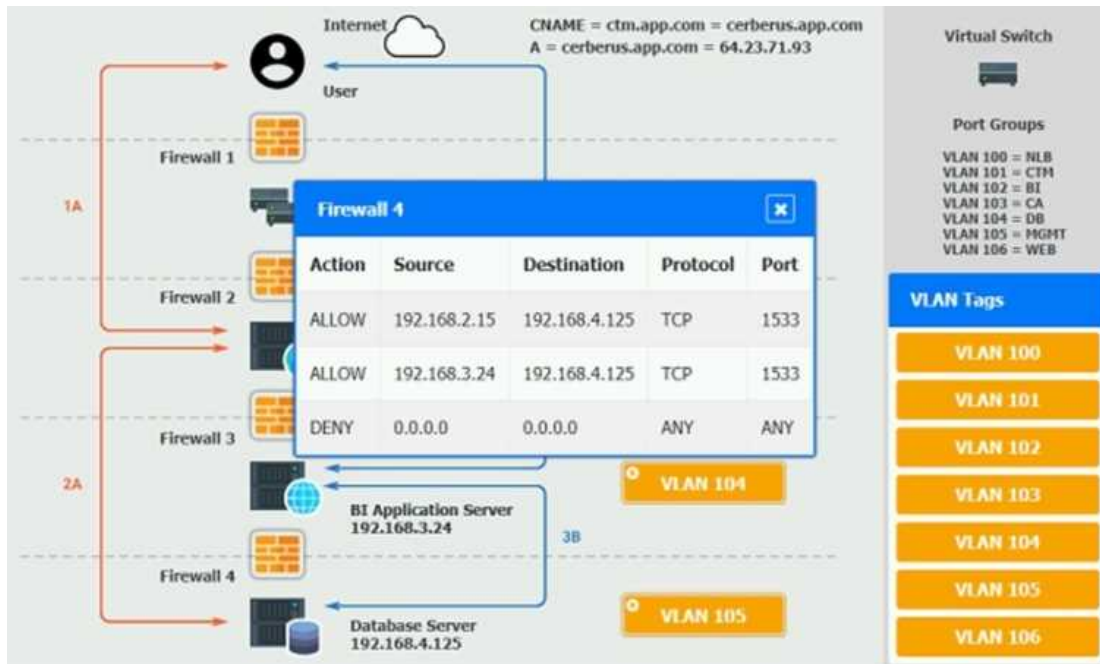 Internet
CNAME = ctm.app.com = cerberus.app.com
A = cerberus.app.com = 64.23.71.93
User
Firewall 1
1A
Firewall 2
Firewall 3
2A
BI Application Server
192.168.3.24
3B
Firewall 4
Database Server
192.168.4.125
VLAN 104
VLAN 105
Firewall 4
Action Source Destination Protocol Port
ALLOW 192.168.2.15 192.168.4.125 TCP 1533
ALLOW 192.168.3.24 192.168.4.125 TCP 1533
DENY 0.0.0.0 0.0.0.0 ANY ANY
Virtual Switch
Port Groups
VLAN 100 = NLB
VLAN 101 = CTM
VLAN 102 = BI
VLAN 103 = CA
VLAN 104 = DB
VLAN 105 = MGMT
VLAN 106 = WEB
VLAN Tags
VLAN 100
VLAN 101
VLAN 102
VLAN 103
VLAN 104
VLAN 105
VLAN 106